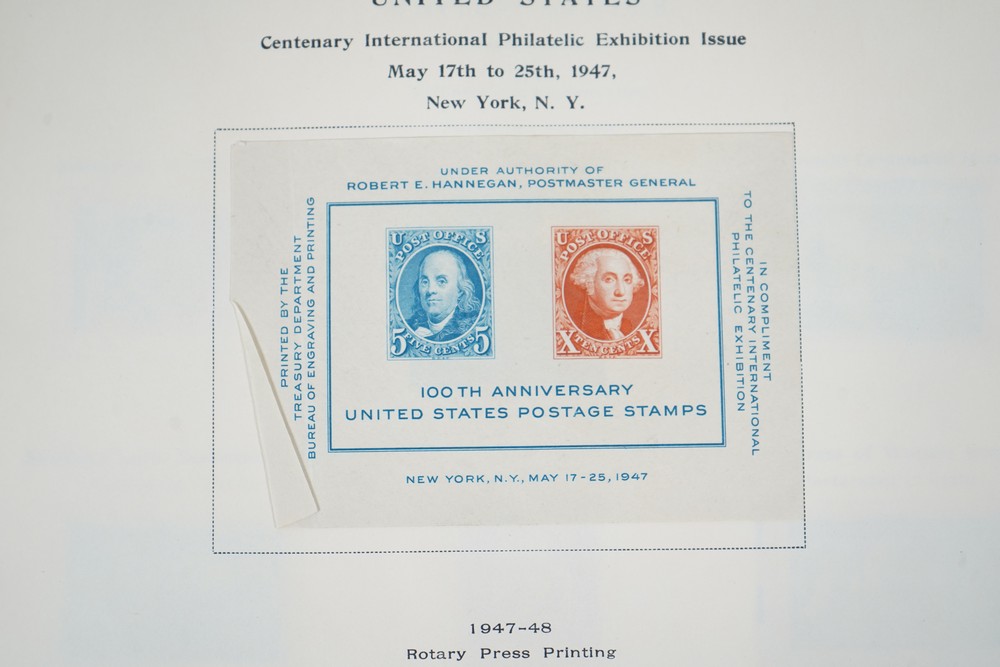 UNITED STATES
Centenary International Philatelic Exhibition Issue
May 17th to 25th, 1947,
New York, N. Y.
UNDER AUTHORITY OF
ROBERT E. HANNEGAN, POSTMASTER GENERAL
PRINTED BY THE
TREASURY DEPARTMENT
BUREAU OF ENGRAVING AND PRINTING
U S
POST OFFICE
5 5
FIVE CENTS
U S
POST OFFICE
X X
TEN CENTS
IN COMPLIMENT
TO THE CENTENARY INTERNATIONAL
PHILATELIC EXHIBITION
100TH ANNIVERSARY
UNITED STATES POSTAGE STAMPS
NEW YORK, N.Y., MAY 17-25, 1947
1947-48
Rotary Press Printing